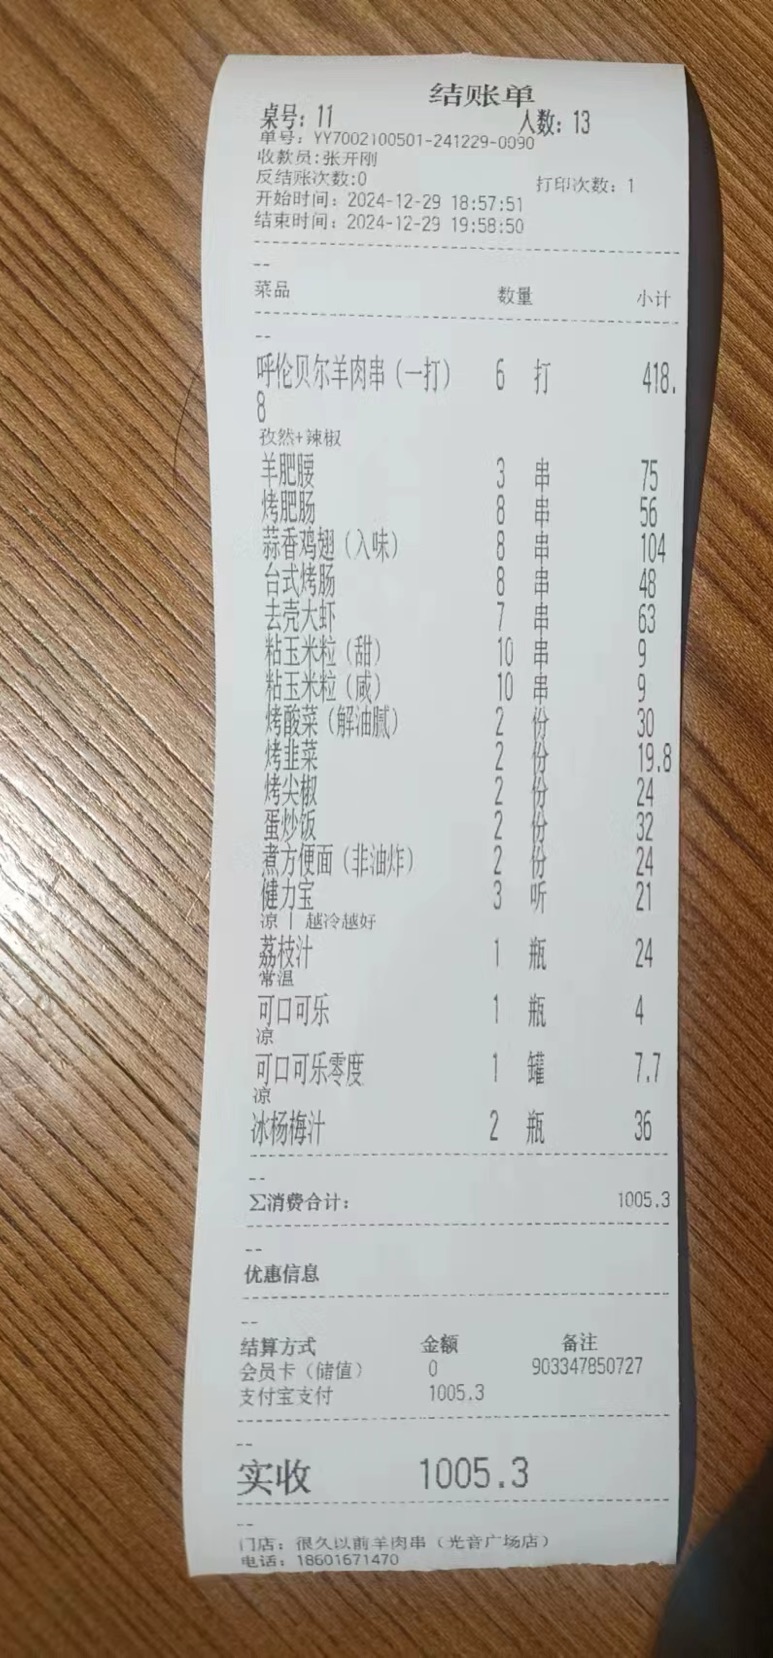 结账单
桌号：11 人数：13
单号：YY7002100501-241229-0090
收款员:张开刚
反结账次数:0 打印次数：1
开始时间：2024-12-29 18:57:51
结束时间：2024-12-29 19:58:50
--
菜品 数量 小计
--
呼伦贝尔羊肉串（一打） 6 打 418.
8
孜然+辣椒
羊肥腰 3 串 75
烤肥肠 8 串 56
蒜香鸡翅（入味） 8 串 104
台式烤肠 8 串 48
去壳大虾 7 串 63
粘玉米粒（甜） 10 串 9
粘玉米粒（咸） 10 串 9
烤酸菜（解油腻） 2 份 30
烤韭菜 2 份 19.8
烤尖椒 2 份 24
蛋炒饭 2 份 32
煮方便面（非油炸） 2 份 24
健力宝 3 听 21
凉 | 越冷越好
荔枝汁 1 瓶 24
常温
可口可乐 1 瓶 4
凉
可口可乐零度 1 罐 7.7
凉
冰杨梅汁 2 瓶 36
--
∑消费合计： 1005.3
--
优惠信息
--
结算方式 金额 备注
会员卡（储值） 0 903347850727
支付宝支付 1005.3
--
实收 1005.3
--
门店：很久以前羊肉串（光音广场店）
电话：18601671470